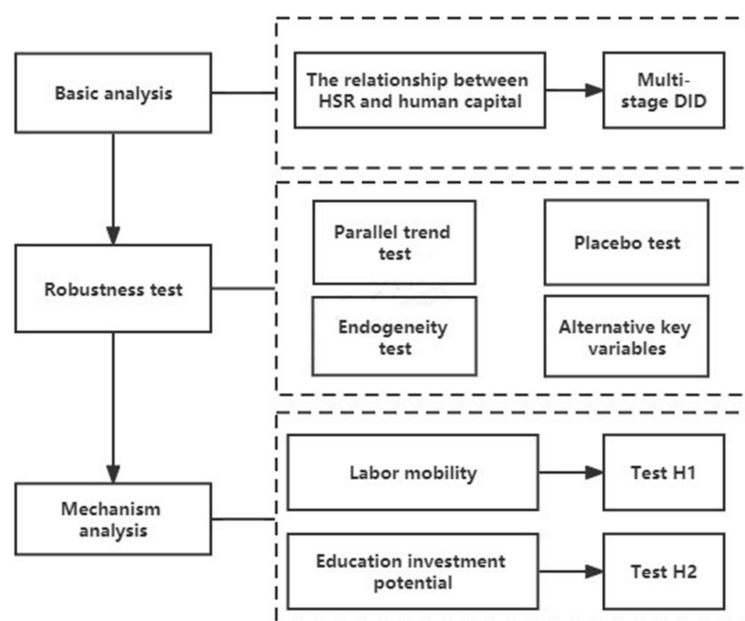 Basic analysis
The relationship between
HSR and human capital
Multi-
stage DID
Robustness test
Parallel trend
test
Placebo test
Endogeneity
test
Alternative key
variables
Mechanism
analysis
Labor mobility
Test H1
Education investment
potential
Test H2